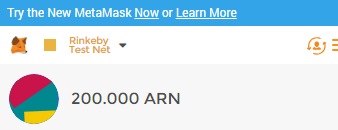 Try the New MetaMask Now or Learn More
Rinkeby
Test Net
200.000 ARN